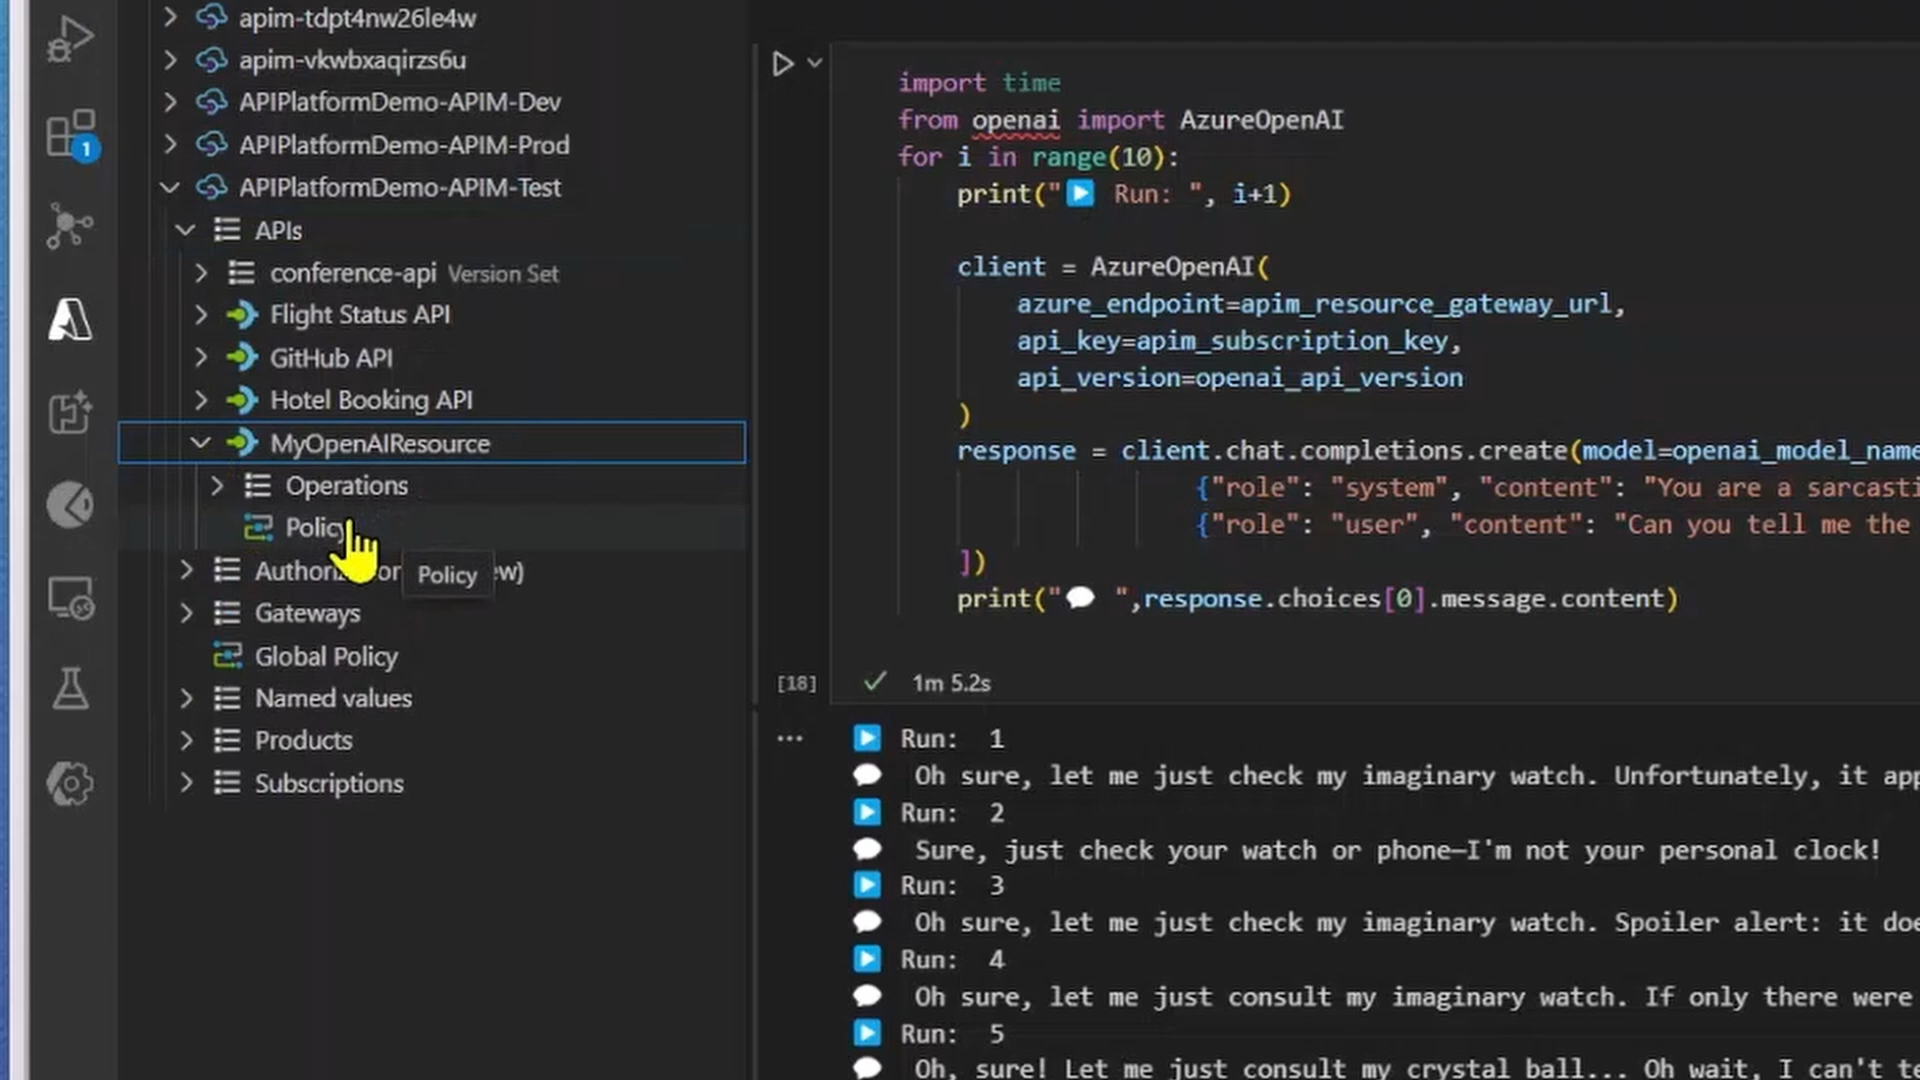 apim-tdpt4nw26le4w
apim-vkwbxaqirzs6u
APIPlatformDemo-APIM-Dev
APIPlatformDemo-APIM-Prod
APIPlatformDemo-APIM-Test
APIs
conference-api Version Set
Flight Status API
GitHub API
Hotel Booking API
MyOpenAIResource
Operations
Policy
Policy
Gateways
Global Policy
Named values
Products
Subscriptions
1
import time
from openai import AzureOpenAI
for i in range(10):
print("▶️ Run: ", i+1)
client = AzureOpenAI(
azure_endpoint=apim_resource_gateway_url,
api_key=apim_subscription_key,
api_version=openai_api_version
)
response = client.chat.completions.create(model=openai_model_name
{"role": "system", "content": "You are a sarcasti
{"role": "user", "content": "Can you tell me the
])
print("💬 ",response.choices[0].message.content)
[18] 1m 5.2s
▶️ Run: 1
💬 Oh sure, let me just check my imaginary watch. Unfortunately, it app
▶️ Run: 2
💬 Sure, just check your watch or phone—I'm not your personal clock!
▶️ Run: 3
💬 Oh sure, let me just check my imaginary watch. Spoiler alert: it doe
▶️ Run: 4
💬 Oh sure, let me just consult my imaginary watch. If only there were
▶️ Run: 5
💬 Oh, sure! Let me just consult my crystal ball... Oh wait, I can't te